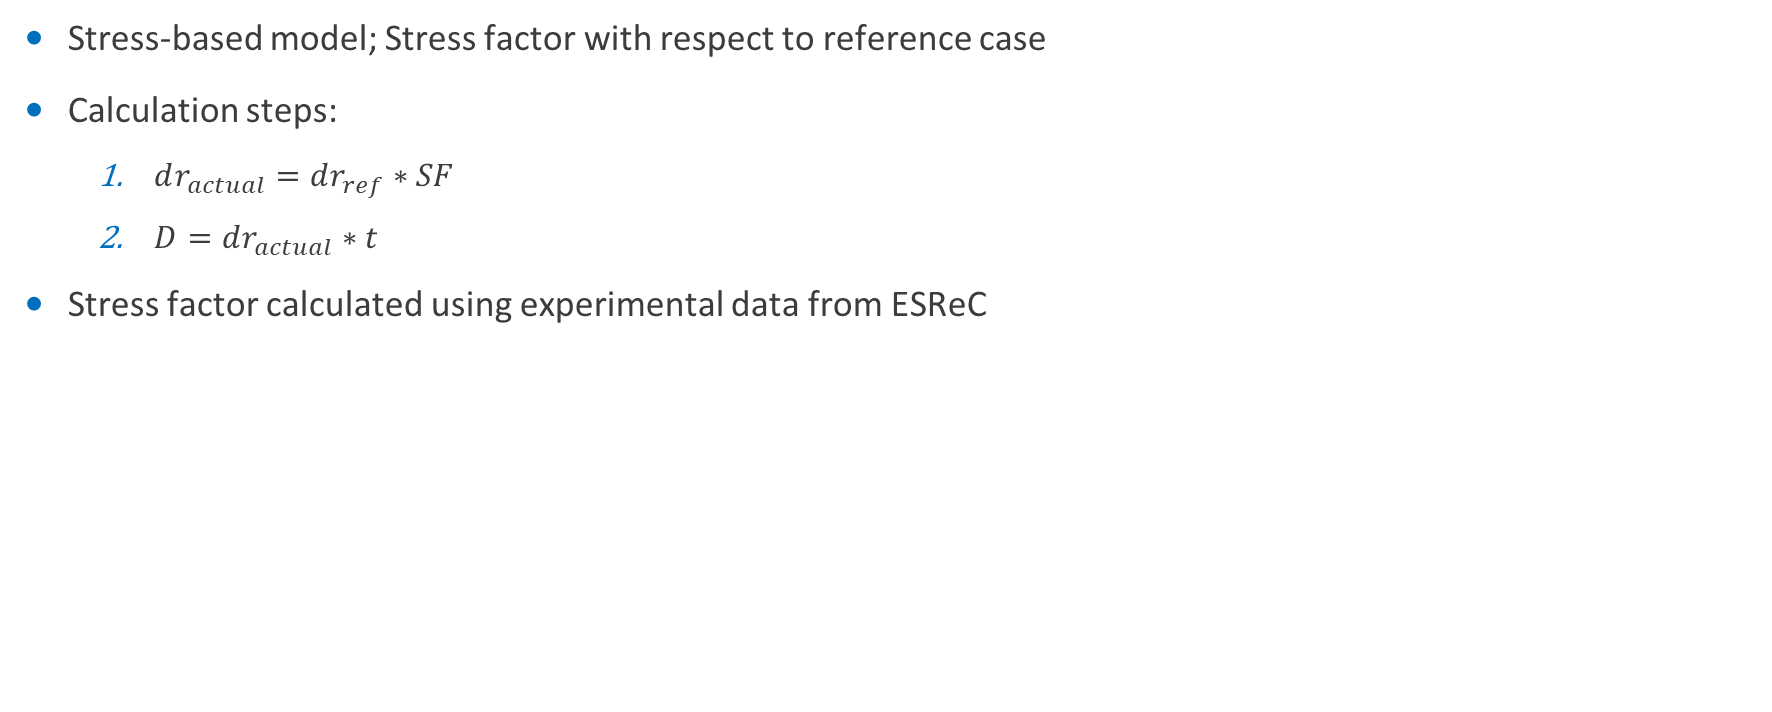 • Stress-based model; Stress factor with respect to reference case
• Calculation steps:
1. dr_actual = dr_ref * SF
2. D = dr_actual * t
• Stress factor calculated using experimental data from ESReC